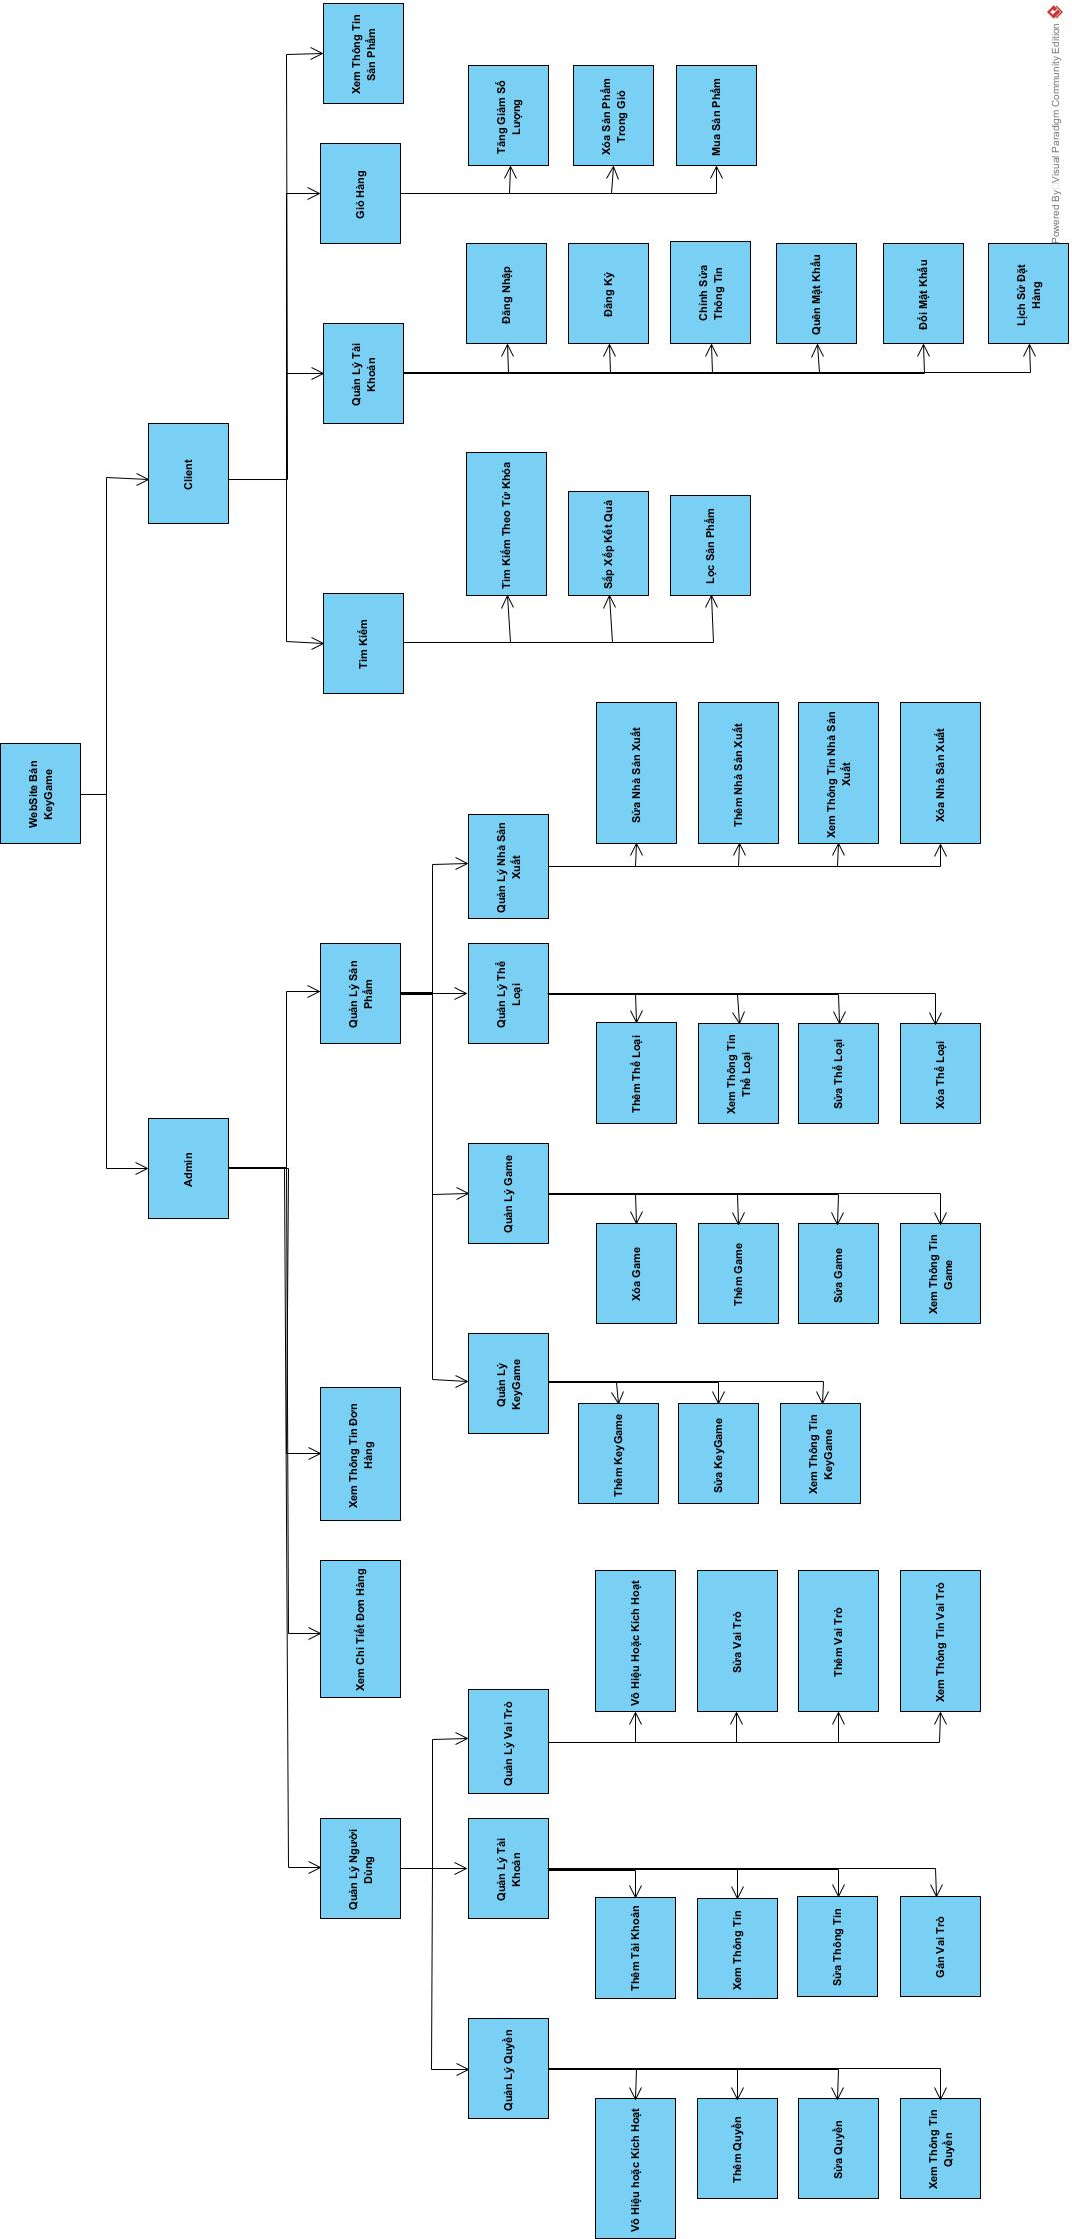 WebSite Bán
KeyGame
Admin
Client
Quản Lý Người
Dùng
Xem Chi Tiết Đơn Hàng
Xem Thông Tin Đơn
Hàng
Quản Lý Sản
Phẩm
Tìm Kiếm
Quản Lý Tài
Khoản
Giỏ Hàng
Xem Thông Tin
Sản Phẩm
Quản Lý Quyền
Quản Lý Tài
Khoản
Quản Lý Vai Trò
Quản Lý
KeyGame
Quản Lý Game
Quản Lý Thể
Loại
Quản Lý Nhà Sản
Xuất
Tìm Kiếm Theo Từ Khóa
Sắp Xếp Kết Quả
Lọc Sản Phẩm
Đăng Nhập
Đăng Ký
Chỉnh Sửa
Thông Tin
Quên Mật Khẩu
Đổi Mật Khẩu
Lịch Sử Đặt
Hàng
Tăng Giảm Số
Lượng
Xóa Sản Phẩm
Trong Giỏ
Mua Sản Phẩm
Vô Hiệu hoặc Kích Hoạt
Thêm Quyền
Sửa Quyền
Xem Thông Tin
Quyền
Thêm Tài Khoản
Xem Thông Tin
Sửa Thông Tin
Gán Vai Trò
Vô Hiệu Hoặc Kích Hoạt
Sửa Vai Trò
Thêm Vai Trò
Xem Thông Tin Vai Trò
Thêm KeyGame
Sửa KeyGame
Xem Thông Tin
KeyGame
Xóa Game
Thêm Game
Sửa Game
Xem Thông Tin
Game
Thêm Thể Loại
Xem Thông Tin
Thể Loại
Sửa Thể Loại
Xóa Thể Loại
Sửa Nhà Sản Xuất
Thêm Nhà Sản Xuất
Xem Thông Tin Nhà Sản
Xuất
Xóa Nhà Sản Xuất
Powered By: Visual Paradigm Community Edition